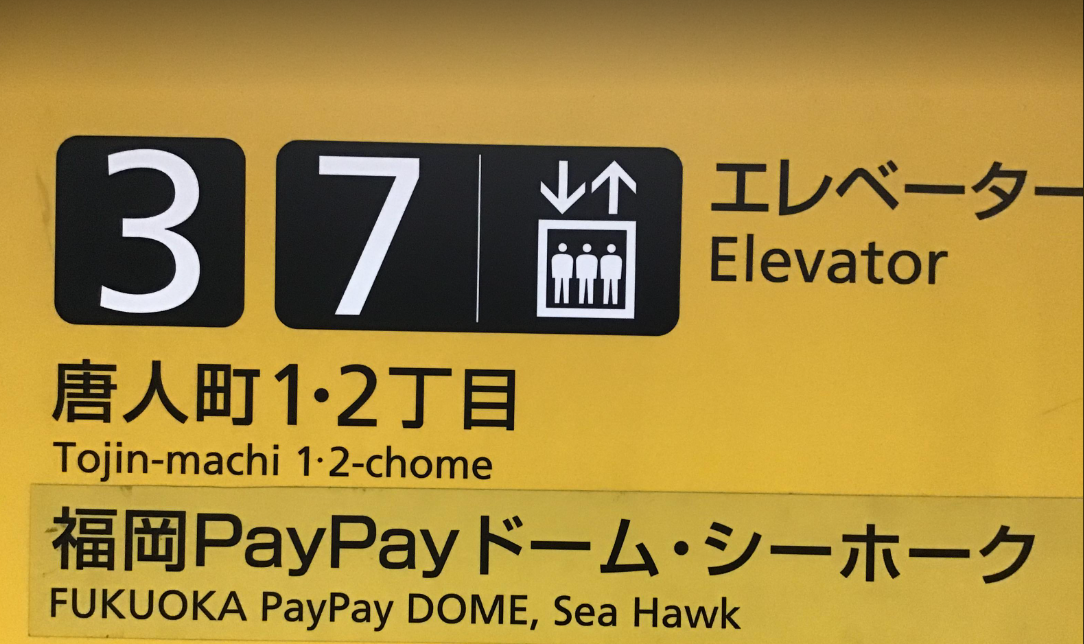 3 7 エレベーター
Elevator
唐人町1・2丁目
Tojin-machi 1·2-chome
福岡PayPayドーム・シーホーク
FUKUOKA PayPay DOME, Sea Hawk